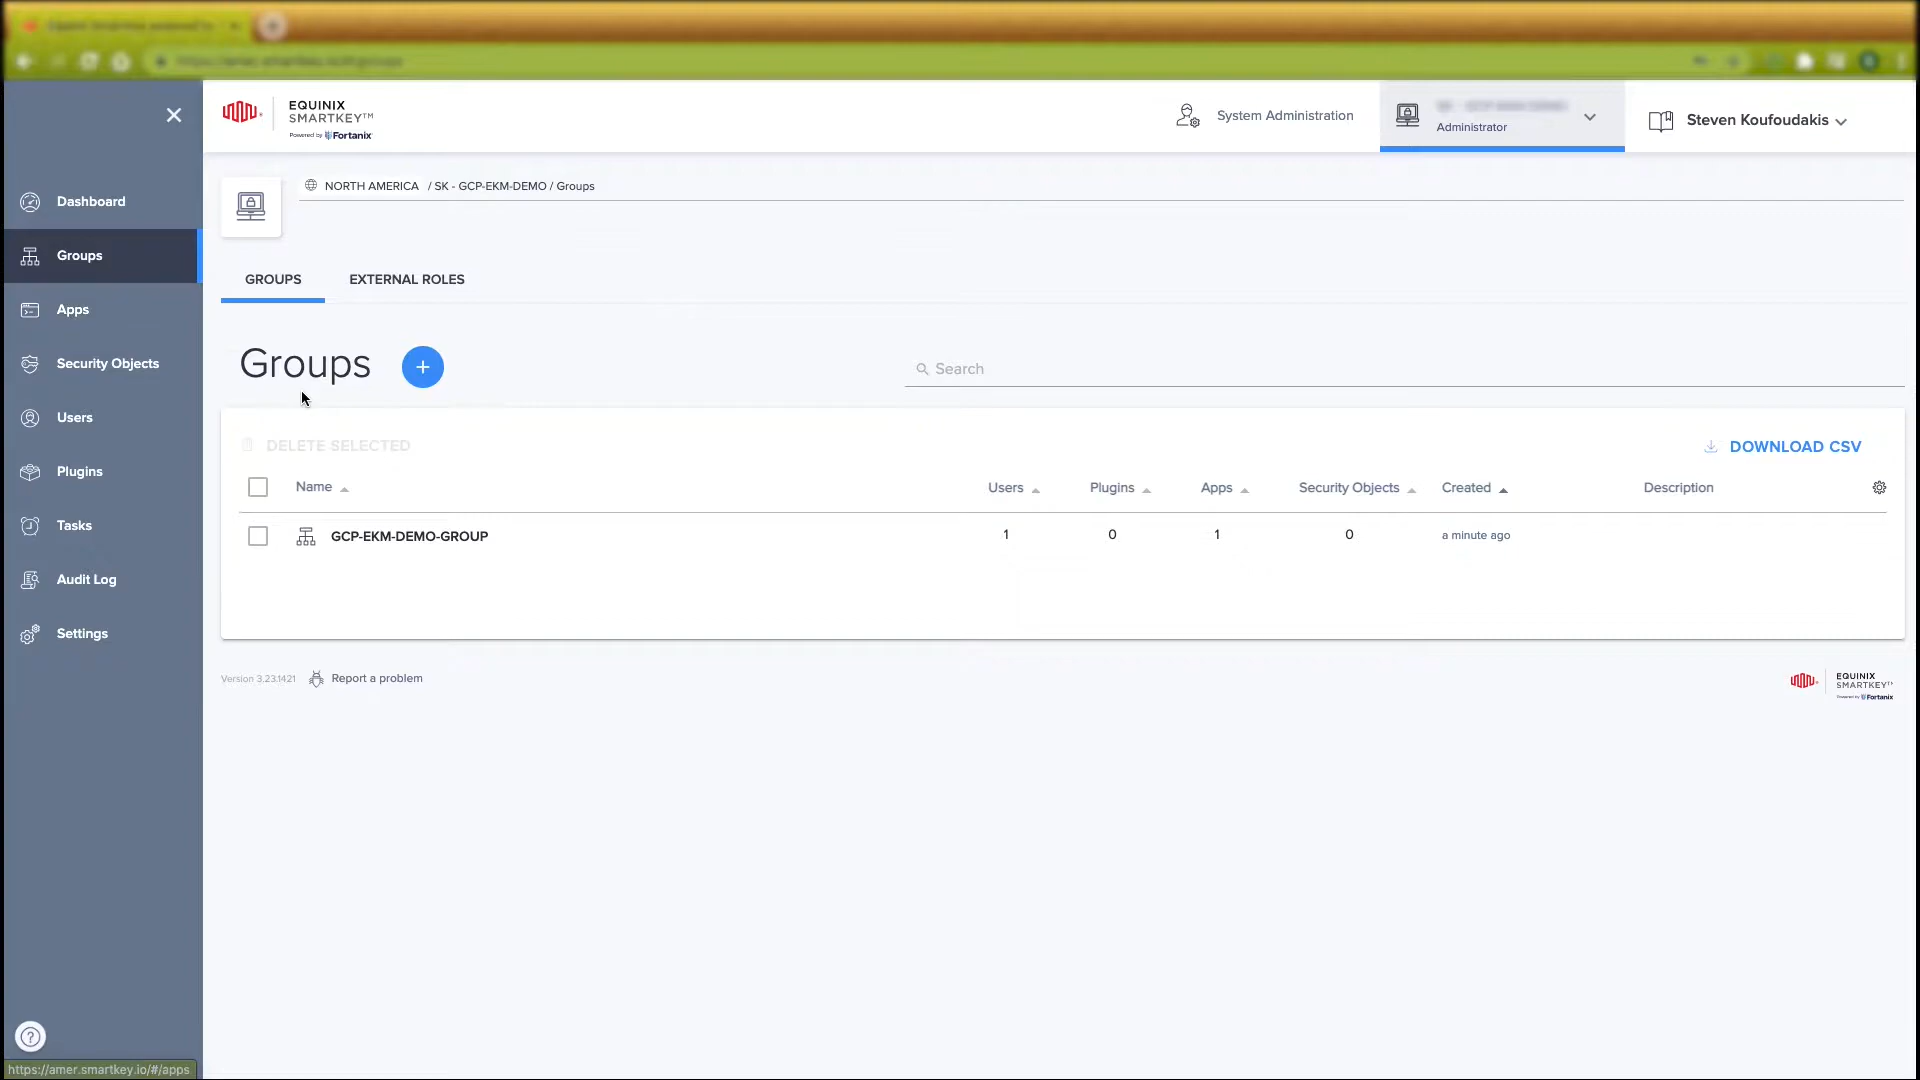 EQUINIX
SMARTKEY™
Powered by Fortanix
System Administration
Administrator
Steven Koufoudakis
NORTH AMERICA / SK - GCP-EKM-DEMO / Groups
Dashboard
Groups
Apps
Security Objects
Users
Plugins
Tasks
Audit Log
Settings
GROUPS
EXTERNAL ROLES
Groups
+
Search
DELETE SELECTED
DOWNLOAD CSV
Name Users Plugins Apps Security Objects Created Description
GCP-EKM-DEMO-GROUP 1 0 1 0 a minute ago
Version 3.23.1421
Report a problem
EQUINIX
SMARTKEY™
Powered by Fortanix
?
https://amer.smartkey.io/#/apps